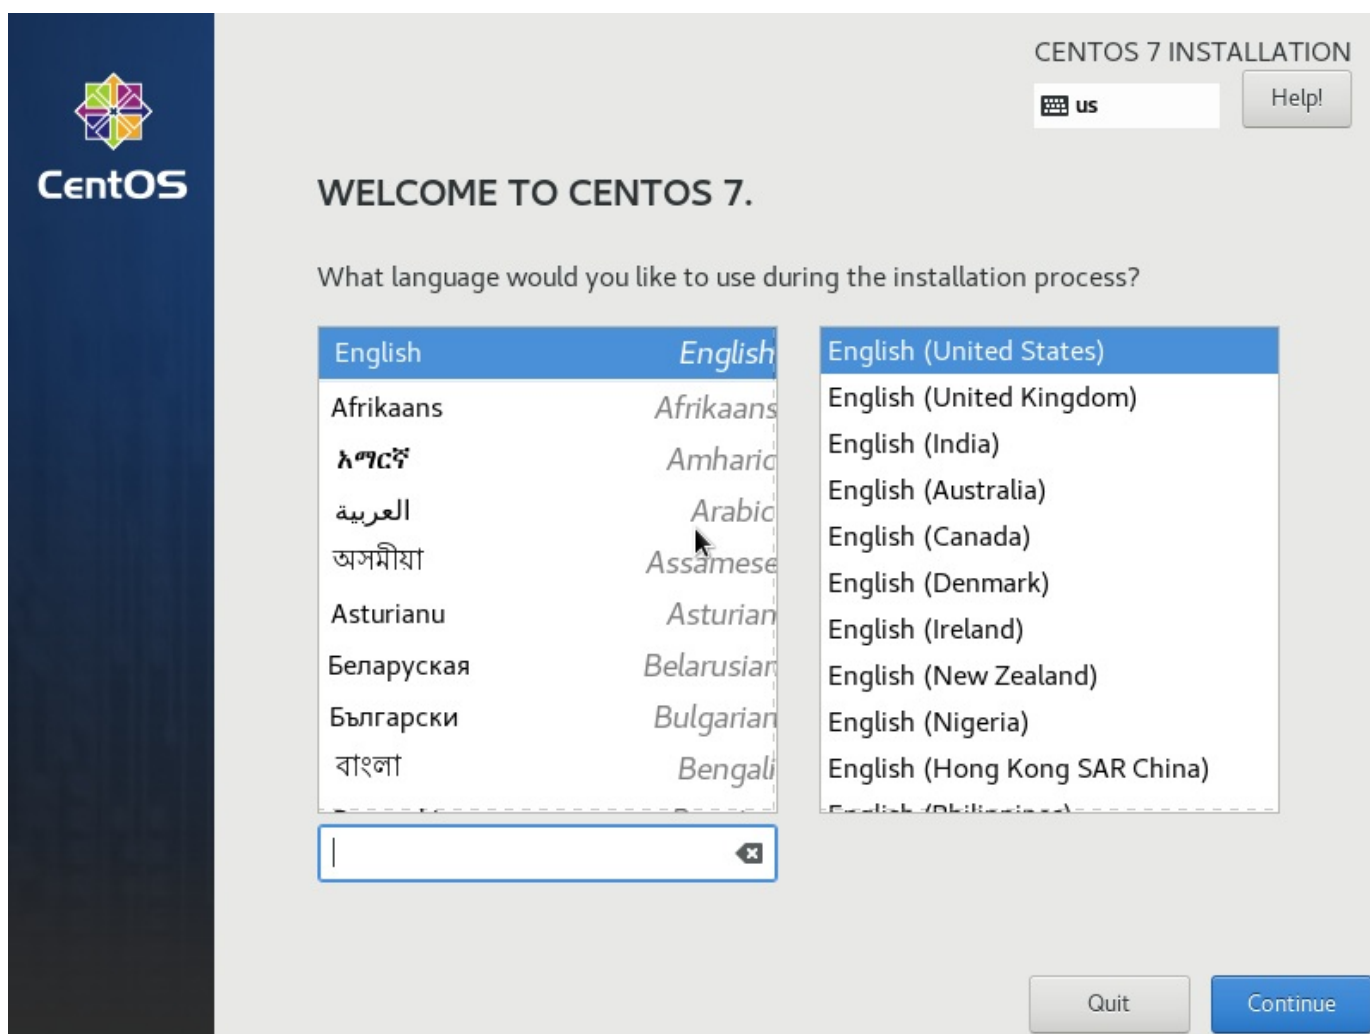 CentOS
CENTOS 7 INSTALLATION
us
Help!
WELCOME TO CENTOS 7.
What language would you like to use during the installation process?
English English
Afrikaans Afrikaans
አማርኛ Amharic
العربية Arabic
অসমীয়া Assamese
Asturianu Asturian
Беларуская Belarusian
Български Bulgarian
বাংলা Bengali
English (United States)
English (United Kingdom)
English (India)
English (Australia)
English (Canada)
English (Denmark)
English (Ireland)
English (New Zealand)
English (Nigeria)
English (Hong Kong SAR China)
English (Philippines)
Quit
Continue